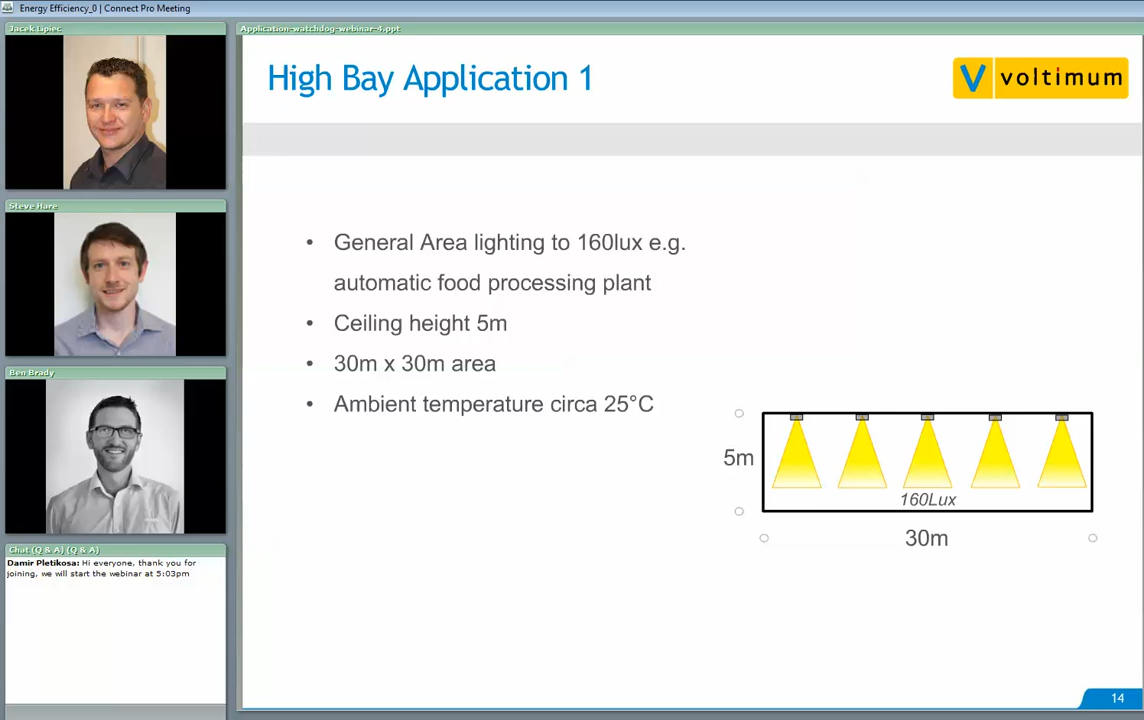 Energy Efficiency_0 | Connect Pro Meeting
Jacek Lipiec
Steve Hare
Ben Brady
Chat (Q & A) (Q & A)
Damir Pletikosa: Hi everyone, thank you for
joining, we will start the webinar at 5:03pm
Application-watchdog-webinar-4.ppt
High Bay Application 1
V voltimum
• General Area lighting to 160lux e.g.
automatic food processing plant
• Ceiling height 5m
• 30m x 30m area
• Ambient temperature circa 25°C
5m
160Lux
30m
14